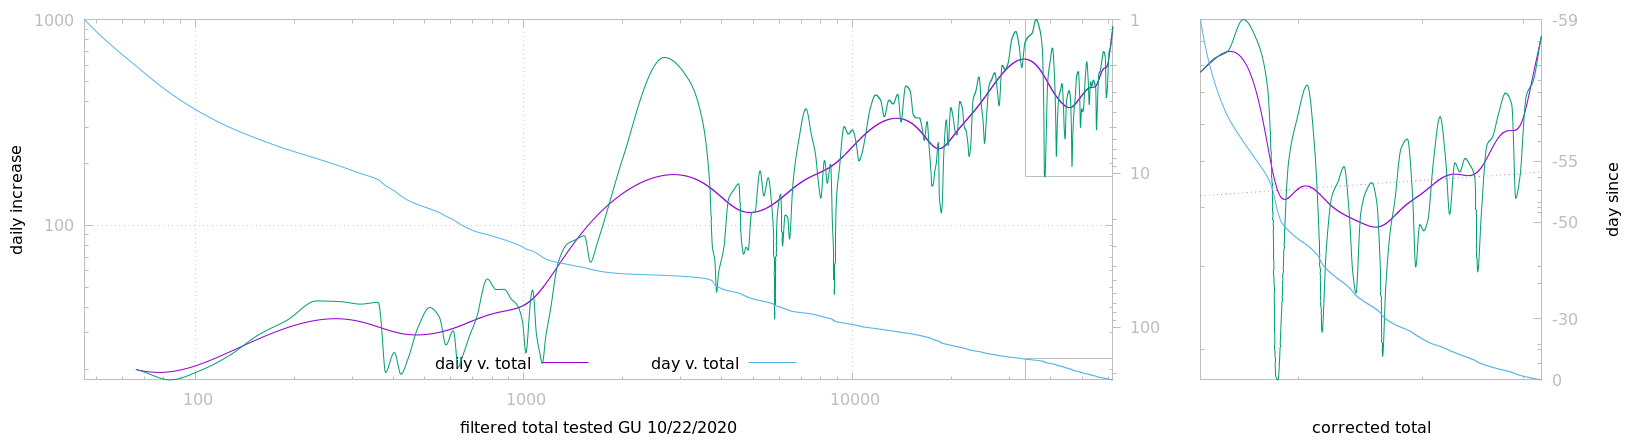 1000
100
daily increase
daily v. total
day v. total
100
1000
10000
filtered total tested GU 10/22/2020
1
10
100
-59
-55
-50
-30
0
day since
corrected total